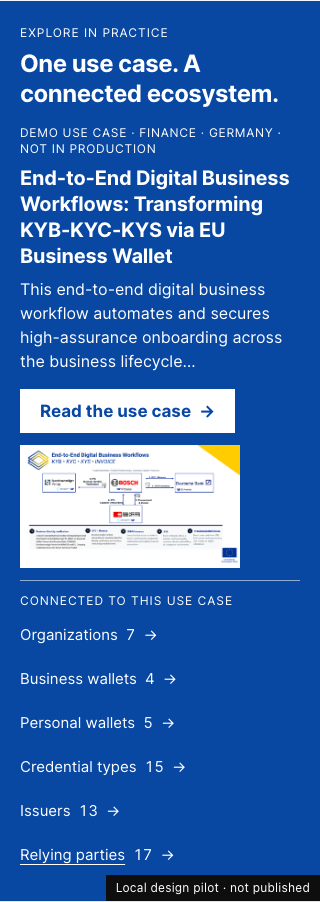 EXPLORE IN PRACTICE
One use case. A
connected ecosystem.
DEMO USE CASE · FINANCE · GERMANY ·
NOT IN PRODUCTION
End-to-End Digital Business
Workflows: Transforming
KYB-KYC-KYS via EU
Business Wallet
This end-to-end digital business
workflow automates and secures
high-assurance onboarding across
the business lifecycle...
Read the use case →
End-to-End Business Workflows
KYB · KYC · KYS · INVOICE
BOSCH
CONNECTED TO THIS USE CASE
Organizations 7 →
Business wallets 4 →
Personal wallets 5 →
Credential types 15 →
Issuers 13 →
Relying parties 17 →
Local design pilot · not published